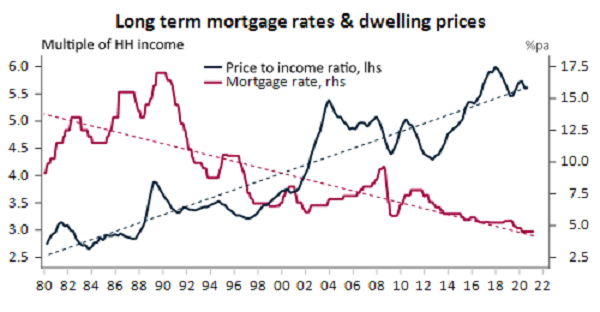 Long term mortgage rates & dwelling prices
Multiple of HH income
%pa
Price to income ratio, lhs
Mortgage rate, rhs
6.0
5.5
5.0
4.5
4.0
3.5
3.0
2.5
17.5
15.0
12.5
10.0
7.5
5.0
2.5
80 82 84 86 88 90 92 94 96 98 00 02 04 06 08 10 12 14 16 18 20 22